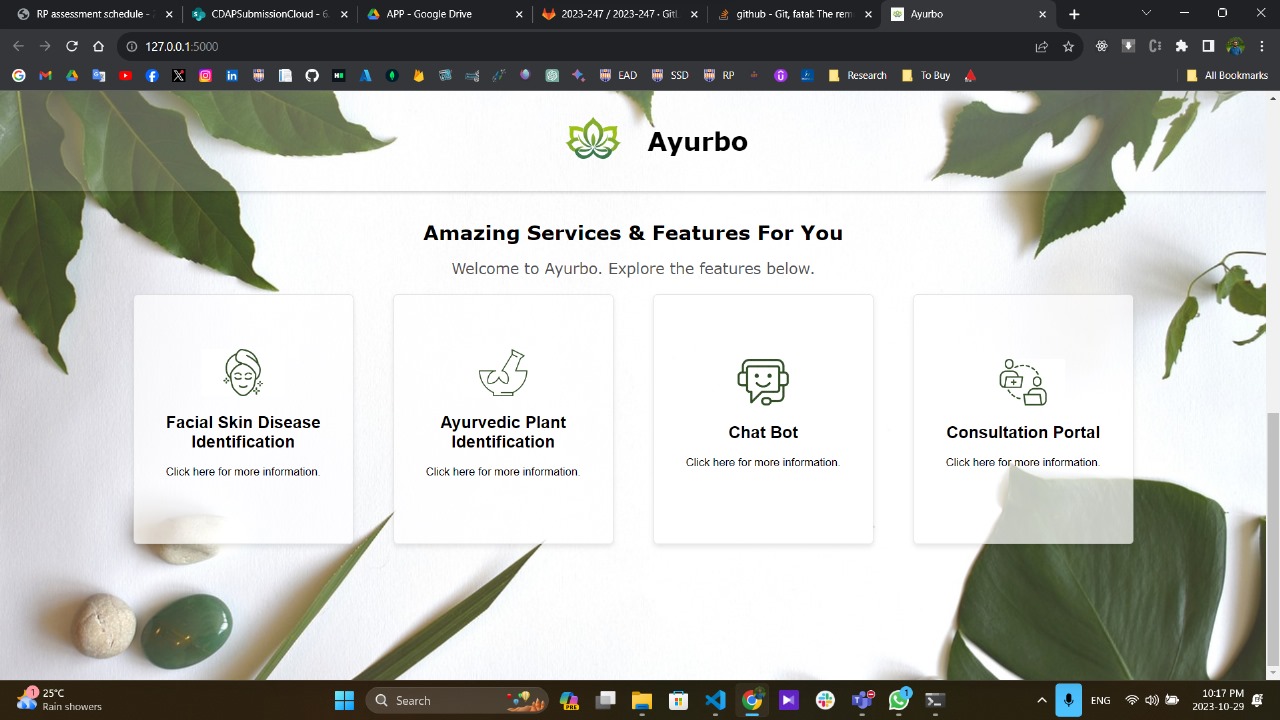 RP assessment schedule -
CDAPSubmissionCloud - 6.
APP - Google Drive
2023-247 / 2023-247 · GitL
github - Git, fatal: The rem
Ayurbo
127.0.0.1:5000
EAD
SSD
RP
Research
To Buy
All Bookmarks
Ayurbo
Amazing Services & Features For You
Welcome to Ayurbo. Explore the features below.
Facial Skin Disease
Identification
Click here for more information.
Ayurvedic Plant
Identification
Click here for more information.
Chat Bot
Click here for more information.
Consultation Portal
Click here for more information.
1
25°C
Rain showers
Search
PRE
1
ENG
10:17 PM
2023-10-29